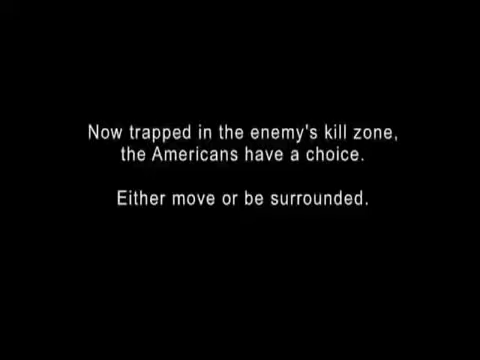 Now trapped in the enemy's kill zone,
the Americans have a choice.
Either move or be surrounded.